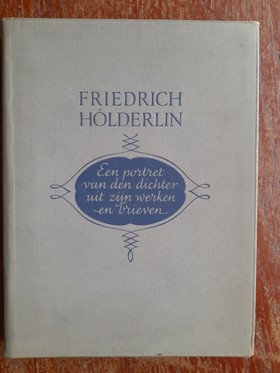 FRIEDRICH
HÖLDERLIN
Een portret
van den dichter
uit zijn werken
en brieven